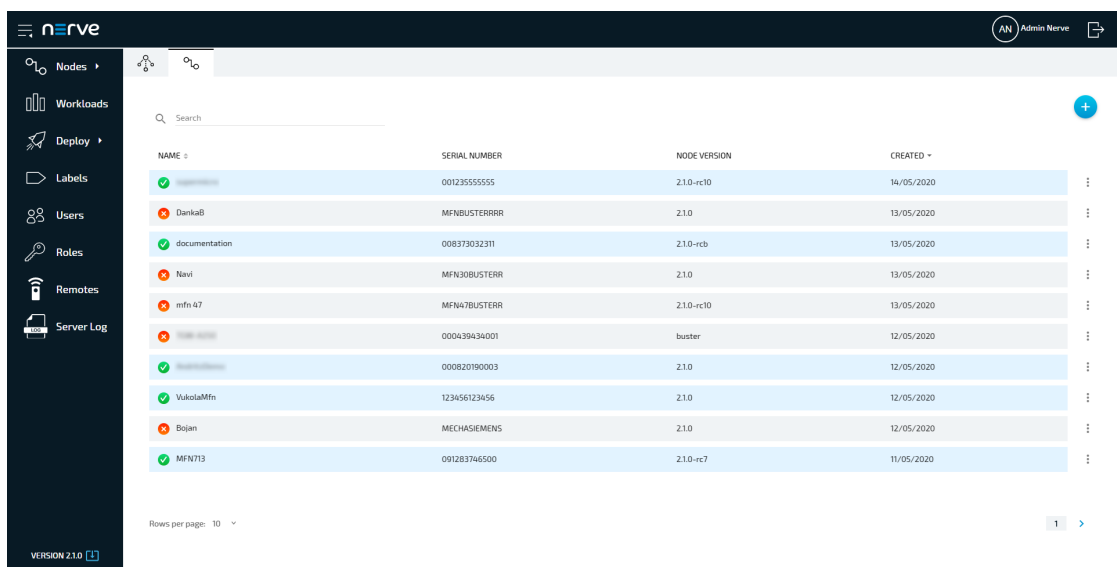 nerve
AN Admin Nerve
Nodes
Workloads
Deploy
Labels
Users
Roles
Remotes
LOG Server Log
VERSION 2.1.0
Search
NAME SERIAL NUMBER NODE VERSION CREATED
001235555555 2.1.0-rc10 14/05/2020
DankaB MFNBUSTERRRR 2.1.0 13/05/2020
documentation 008373032311 2.1.0-rcb 13/05/2020
Navi MFN30BUSTERR 2.1.0 13/05/2020
mfn 47 MFN47BUSTERR 2.1.0-rc10 13/05/2020
000439434001 buster 12/05/2020
000820190003 2.1.0 12/05/2020
VukolaMfn 123456123456 2.1.0 12/05/2020
Bojan MECHASIEMENS 2.1.0 12/05/2020
MFN713 091283746500 2.1.0-rc7 11/05/2020
Rows per page: 10
1